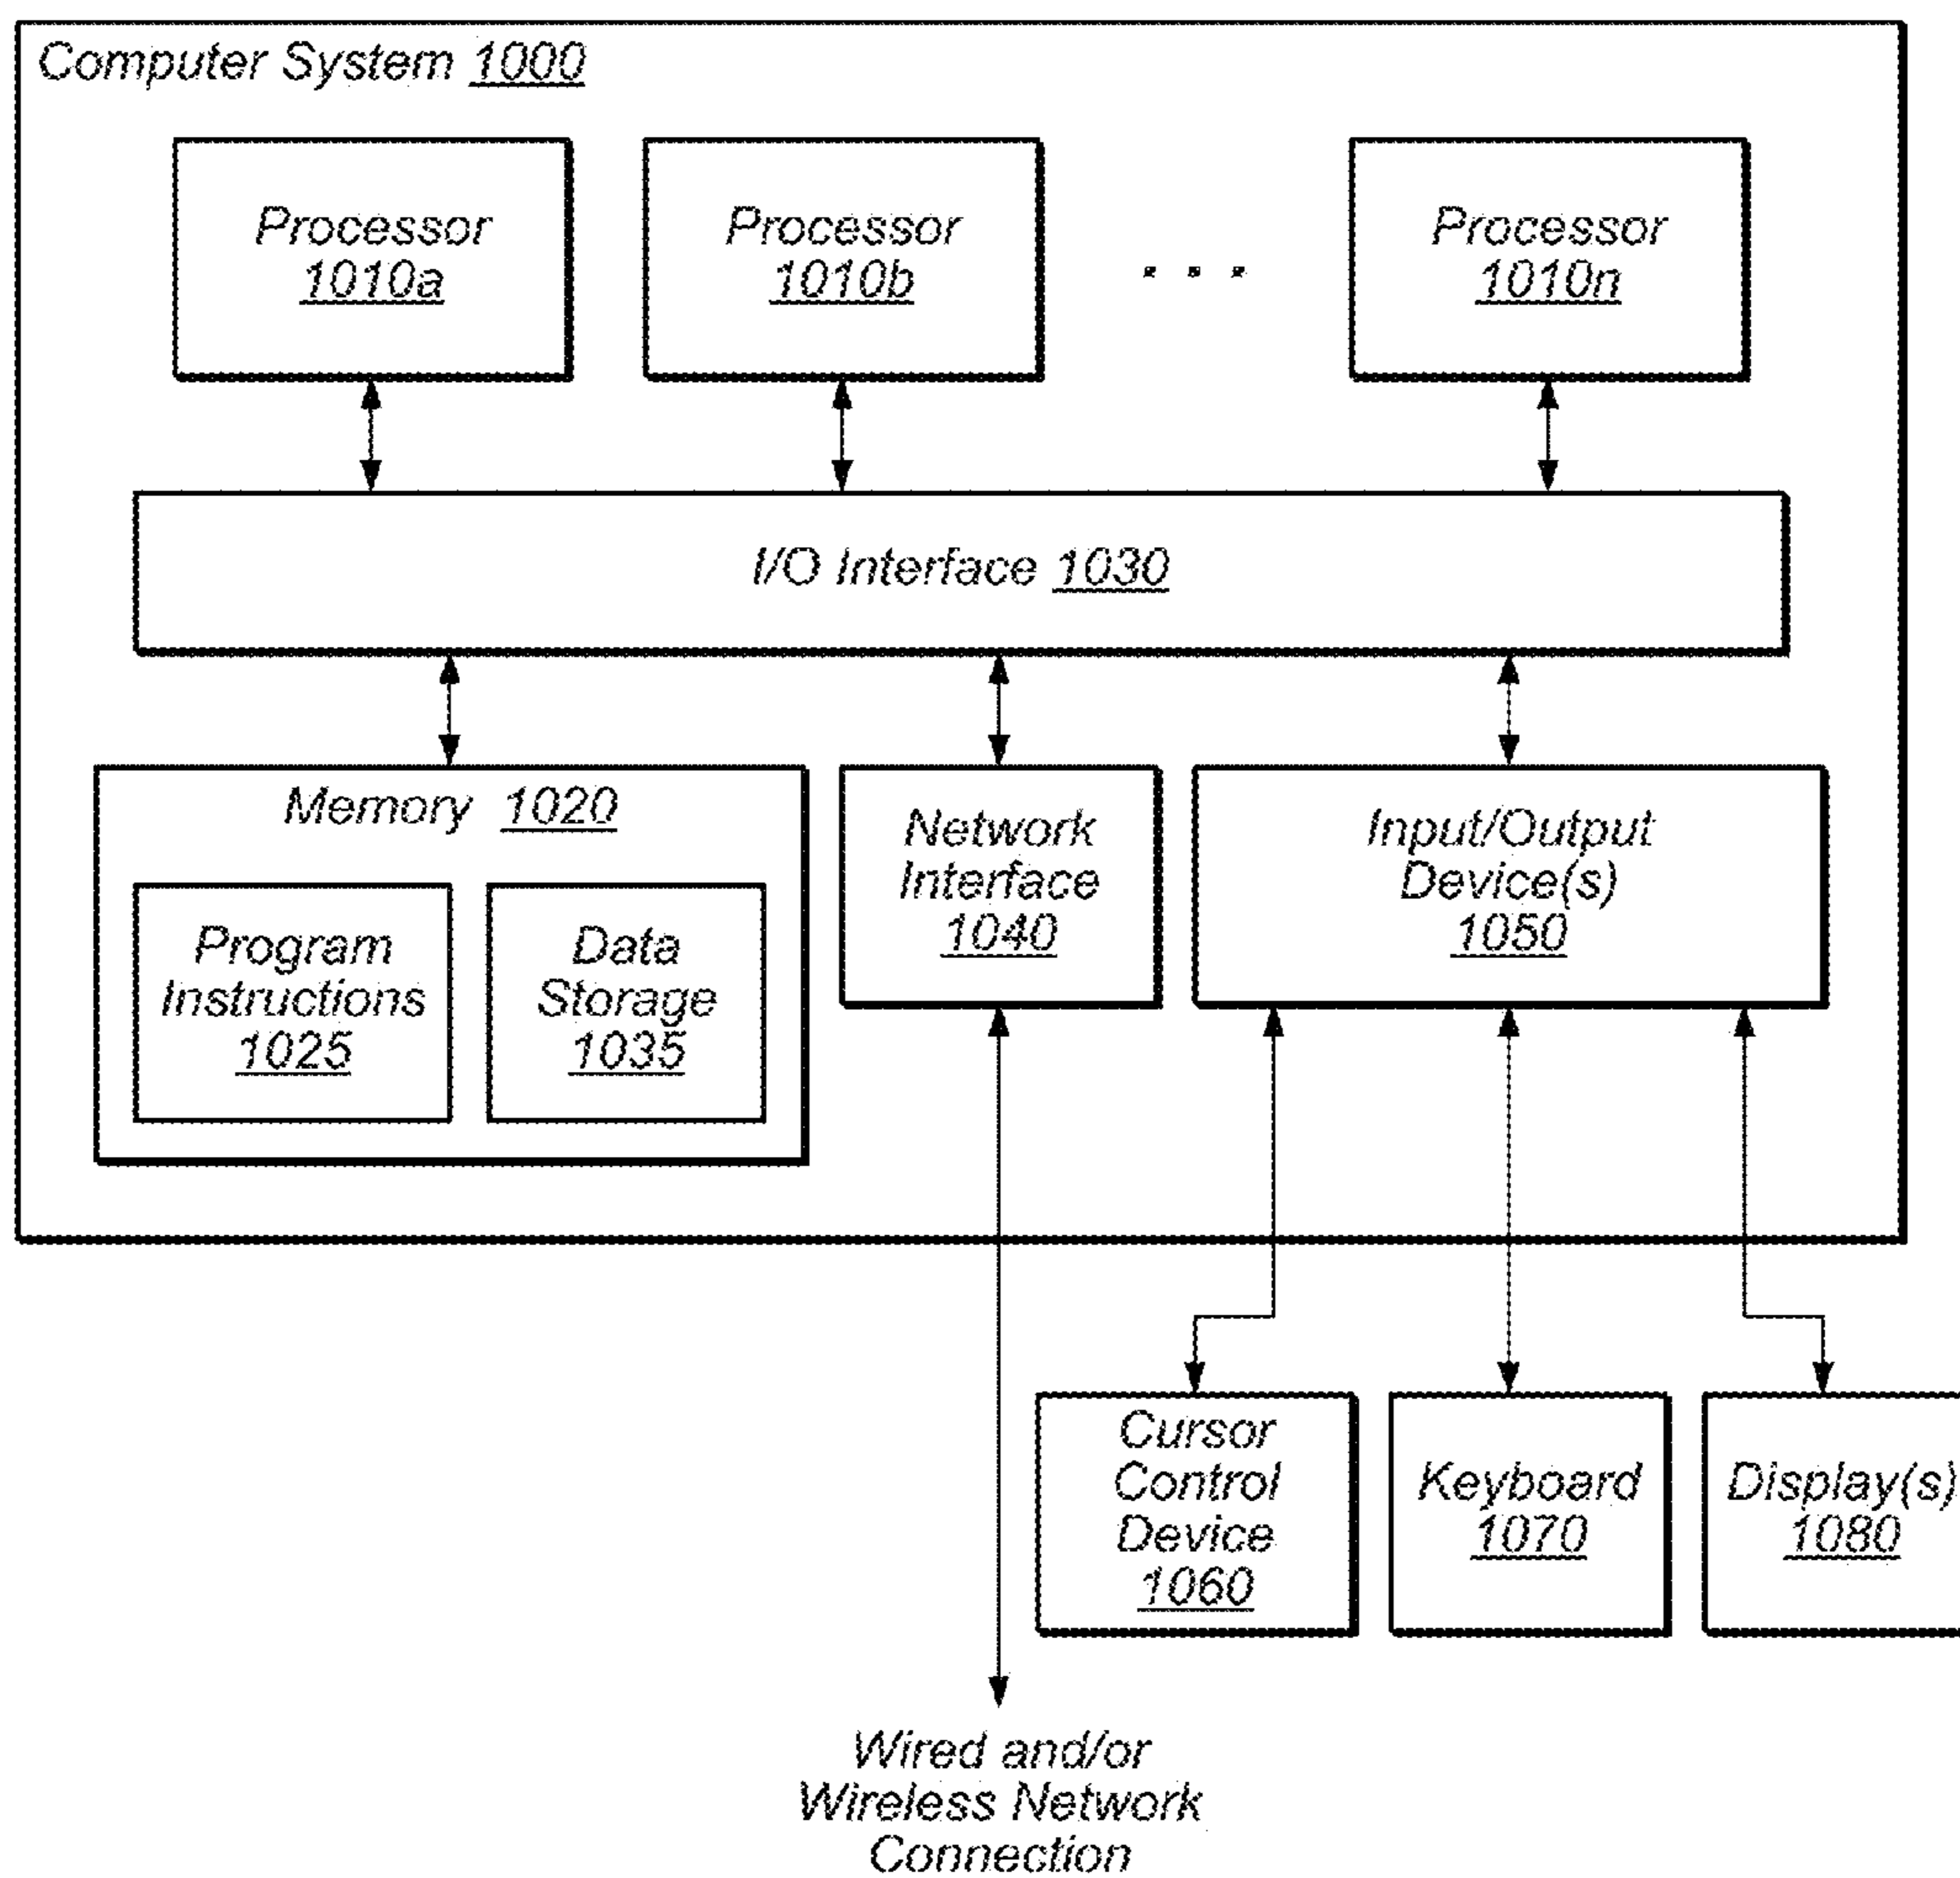 Computer System 1000
Processor
1010a
Processor
1010b
. . .
Processor
1010n
I/O Interface 1030
Memory 1020
Program
Instructions
1025
Data
Storage
1035
Network
Interface
1040
Input/Output
Device(s)
1050
Cursor
Control
Device
1060
Keyboard
1070
Display(s)
1080
Wired and/or
Wireless Network
Connection